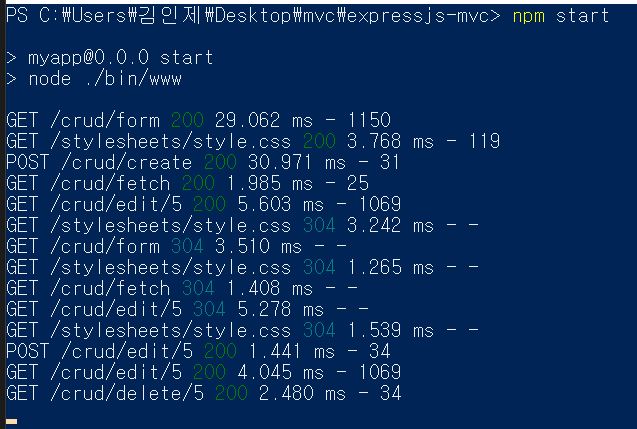 PS C:₩Users₩김인제₩Desktop₩mvc₩expressjs-mvc> npm start
> myapp@0.0.0 start
> node ./bin/www
GET /crud/form 200 29.062 ms - 1150
GET /stylesheets/style.css 200 3.768 ms - 119
POST /crud/create 200 30.971 ms - 31
GET /crud/fetch 200 1.985 ms - 25
GET /crud/edit/5 200 5.603 ms - 1069
GET /stylesheets/style.css 304 3.242 ms - -
GET /crud/form 304 3.510 ms - -
GET /stylesheets/style.css 304 1.265 ms - -
GET /crud/fetch 304 1.408 ms - -
GET /crud/edit/5 304 5.278 ms - -
GET /stylesheets/style.css 304 1.539 ms - -
POST /crud/edit/5 200 1.441 ms - 34
GET /crud/edit/5 200 4.045 ms - 1069
GET /crud/delete/5 200 2.480 ms - 34